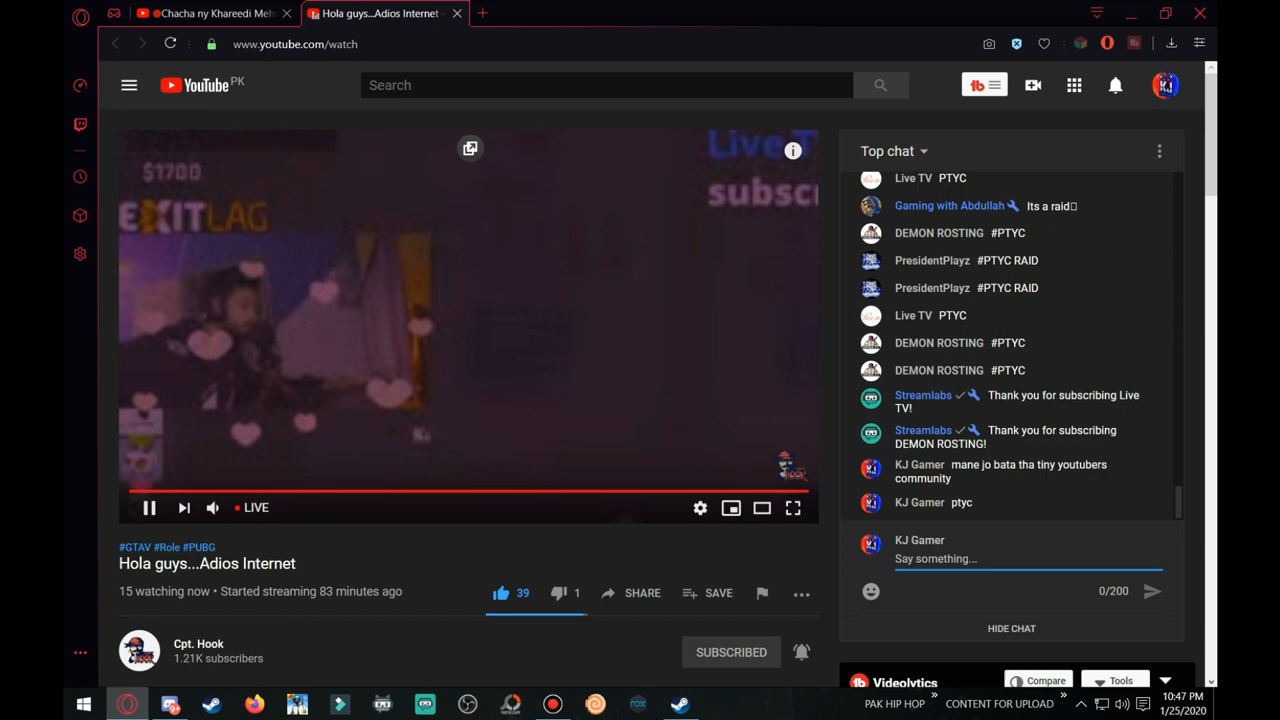 Chacha ny Khareedi Meh
Hola guys...Adios Internet -
www.youtube.com/watch
YouTube PK
Search
$1700
EXITLAG
Live T
subscr
Top chat
Live TV PTYC
Gaming with Abdullah Its a raid
DEMON ROSTING #PTYC
PresidentPlayz #PTYC RAID
PresidentPlayz #PTYC RAID
Live TV PTYC
DEMON ROSTING #PTYC
DEMON ROSTING #PTYC
Streamlabs Thank you for subscribing Live
TV!
Streamlabs Thank you for subscribing
DEMON ROSTING!
KJ Gamer mane jo bata tha tiny youtubers
community
KJ Gamer ptyc
KJ Gamer
Say something...
0/200
HIDE CHAT
HOOK
LIVE
#GTAV #Role #PUBG
Hola guys...Adios Internet
15 watching now • Started streaming 83 minutes ago
39 1 SHARE SAVE
Cpt. Hook
1.21K subscribers
SUBSCRIBED
HOOK
Videolytics Compare Tools
PAK HIP HOP » CONTENT FOR UPLOAD »
10:47 PM
1/25/2020